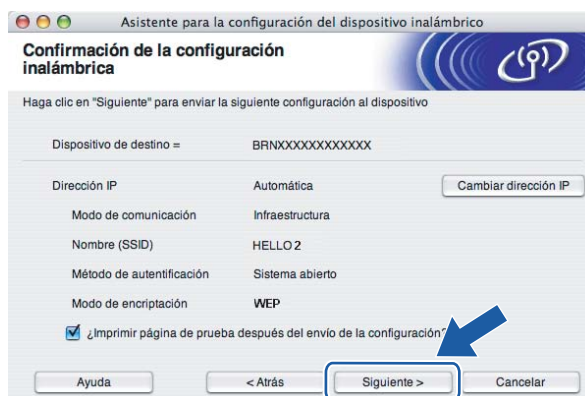 Asistente para la configuración del dispositivo inalámbrico
Confirmación de la configuración
inalámbrica
Haga clic en "Siguiente" para enviar la siguiente configuración al dispositivo
Dispositivo de destino = BRNXXXXXXXXXXXX
Dirección IP Automática Cambiar dirección IP
Modo de comunicación Infraestructura
Nombre (SSID) HELLO 2
Método de autentificación Sistema abierto
Modo de encriptación WEP
¿Imprimir página de prueba después del envío de la configuración?
Ayuda < Atrás Siguiente > Cancelar